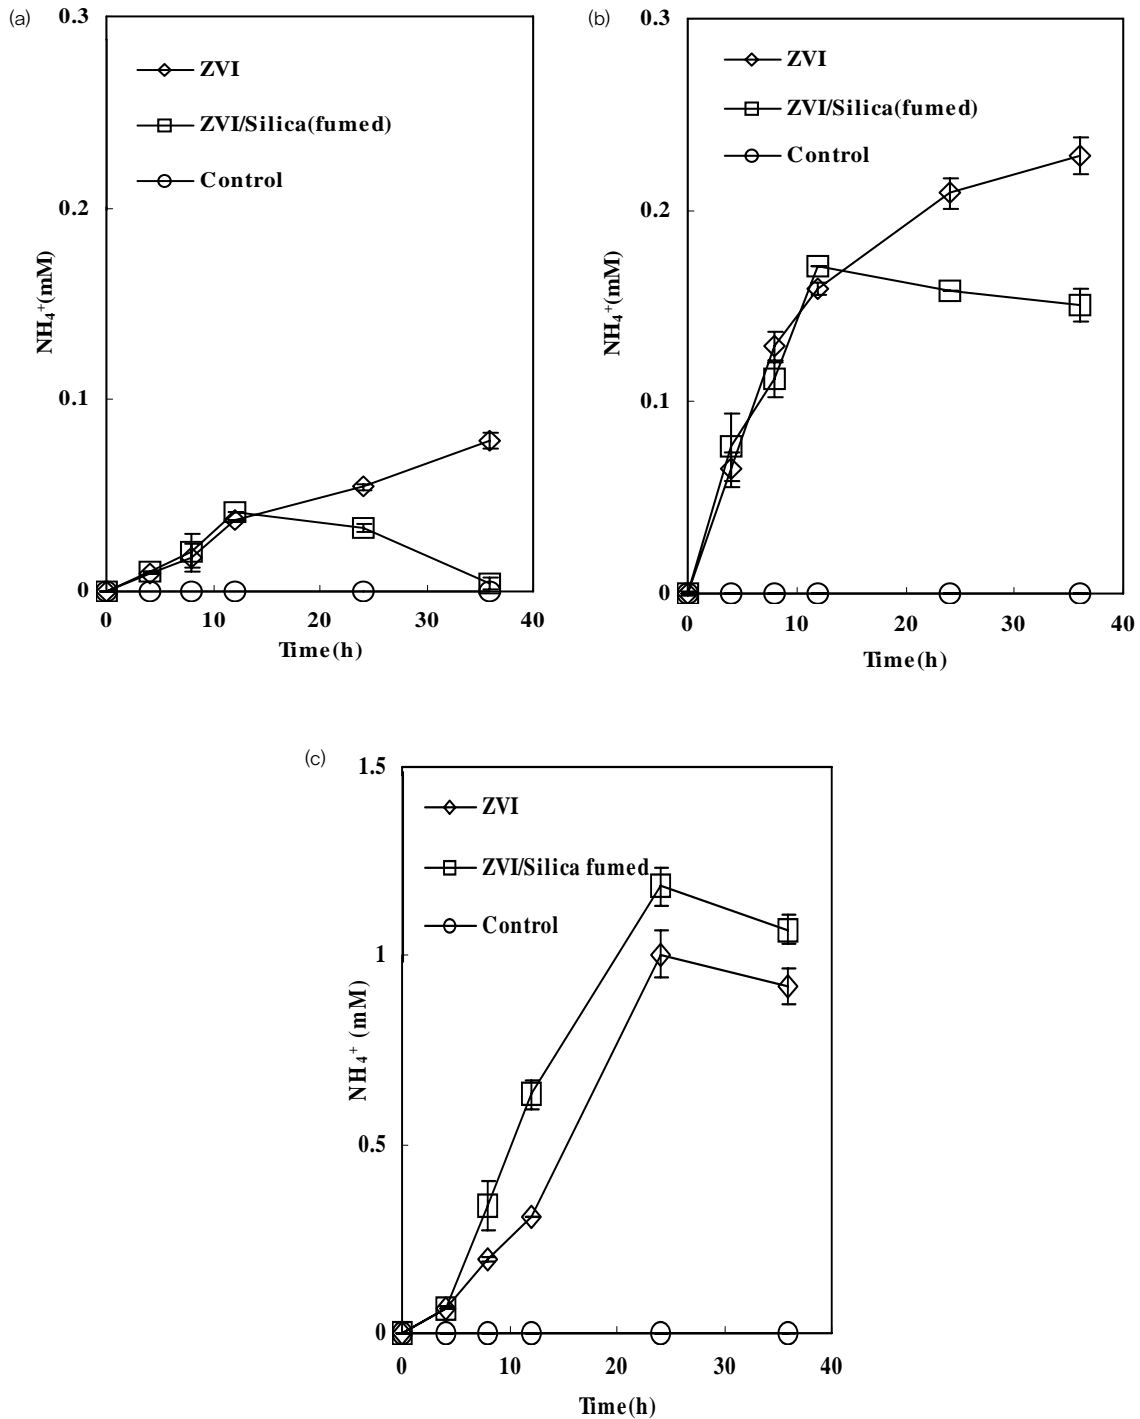 (a)
0.3
ZVI
ZVI/Silica(fumed)
Control
0.2
0.1
0
NH₄⁺(mM)
0 10 20 30 40
Time(h)
(b)
0.3
ZVI
ZVI/Silica(fumed)
Control
0.2
0.1
0
NH₄⁺(mM)
0 10 20 30 40
Time(h)
(c)
1.5
ZVI
ZVI/Silica fumed
Control
1
0.5
0
NH₄⁺ (mM)
0 10 20 30 40
Time(h)